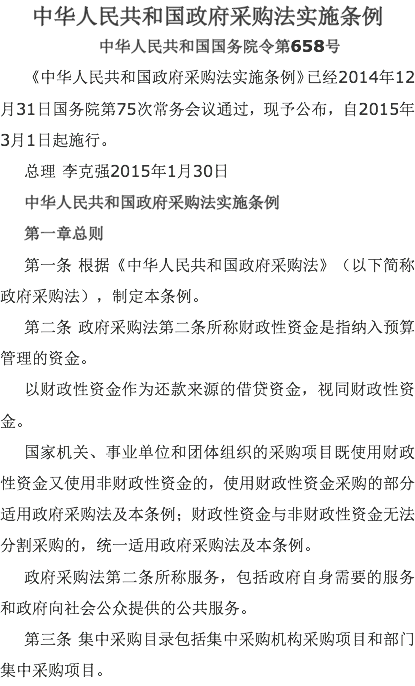 中华人民共和国政府采购法实施条例
中华人民共和国国务院令第658号
《中华人民共和国政府采购法实施条例》已经2014年12
月31日国务院第75次常务会议通过，现予公布，自2015年
3月1日起施行。
总理 李克强2015年1月30日
中华人民共和国政府采购法实施条例
第一章总则
第一条 根据《中华人民共和国政府采购法》（以下简称
政府采购法），制定本条例。
第二条 政府采购法第二条所称财政性资金是指纳入预算
管理的资金。
以财政性资金作为还款来源的借贷资金，视同财政性资
金。
国家机关、事业单位和团体组织的采购项目既使用财政
性资金又使用非财政性资金的，使用财政性资金采购的部分
适用政府采购法及本条例；财政性资金与非财政性资金无法
分割采购的，统一适用政府采购法及本条例。
政府采购法第二条所称服务，包括政府自身需要的服务
和政府向社会公众提供的公共服务。
第三条 集中采购目录包括集中采购机构采购项目和部门
集中采购项目。